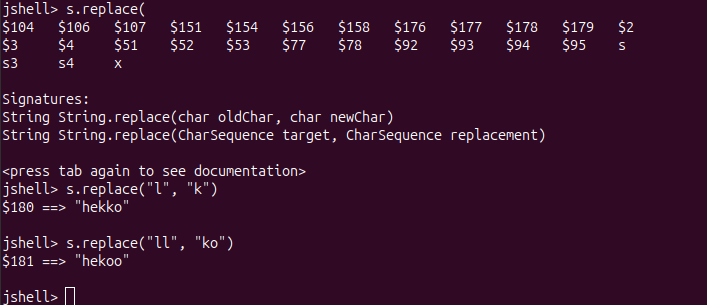 jshell> s.replace(
$104 $106 $107 $151 $154 $156 $158 $176 $177 $178 $179 $2
$3 $4 $51 $52 $53 $77 $78 $92 $93 $94 $95 s
s3 s4 x
Signatures:
String String.replace(char oldChar, char newChar)
String String.replace(CharSequence target, CharSequence replacement)
<press tab again to see documentation>
jshell> s.replace("l", "k")
$180 ==> "hekko"
jshell> s.replace("ll", "ko")
$181 ==> "hekoo"
jshell>